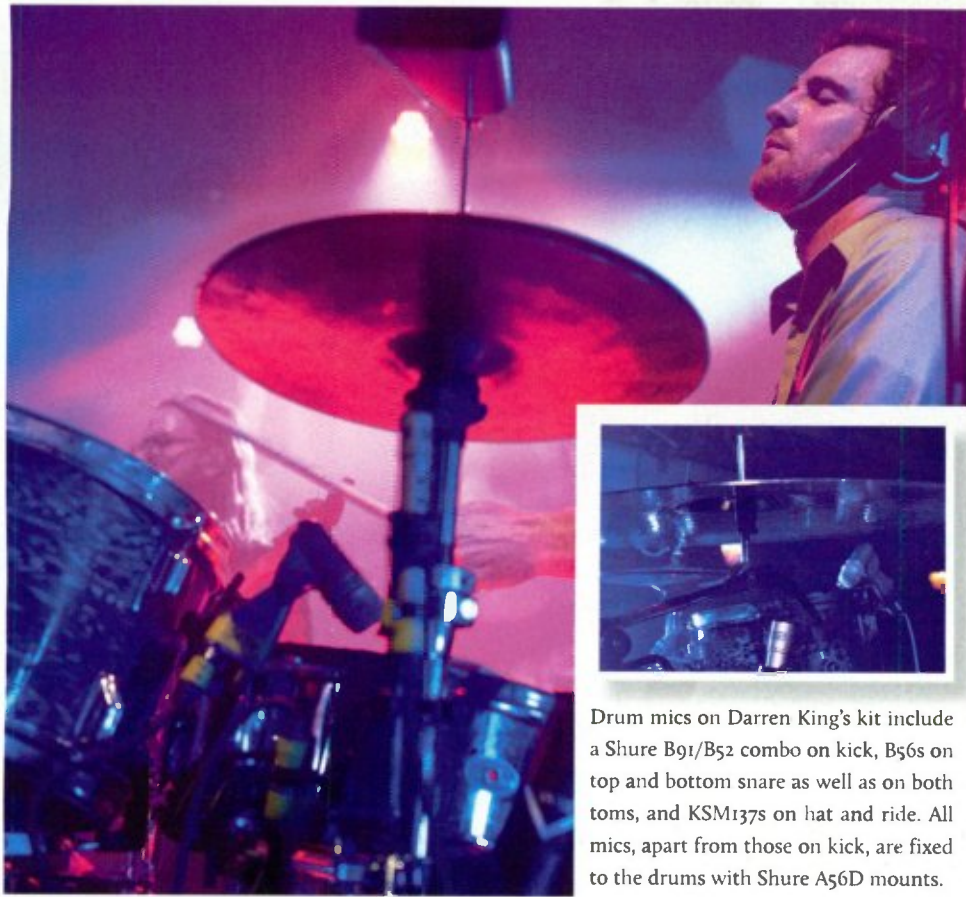 Drum mics on Darren King's kit include
a Shure B91/B52 combo on kick, B56s on
top and bottom snare as well as on both
toms, and KSM137s on hat and ride. All
mics, apart from those on kick, are fixed
to the drums with Shure A56D mounts.